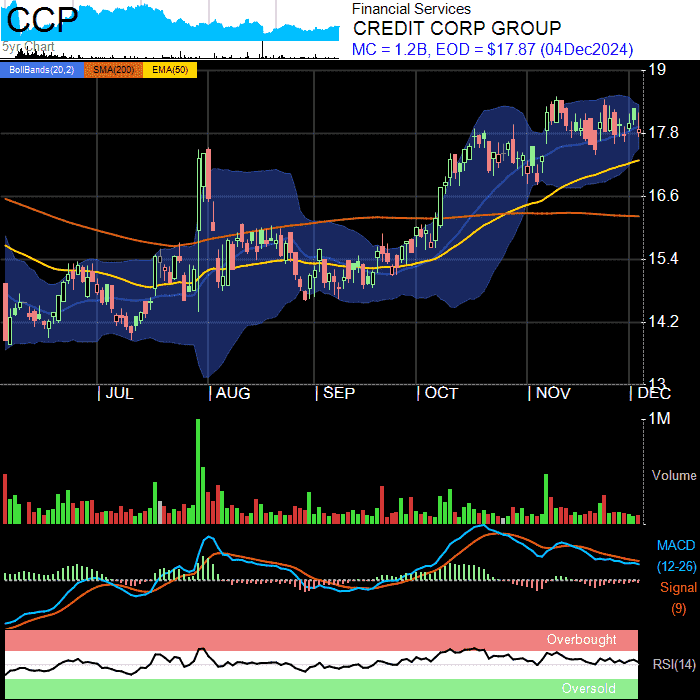 CCP
5yr Chart
Financial Services
CREDIT CORP GROUP
MC = 1.2B, EOD = $17.87 (04Dec2024)
BollBands(20,2) SMA(200) EMA(50)
19
17.8
16.6
15.4
14.2
13
JUL AUG SEP OCT NOV DEC
1M
Volume
MACD
(12-26)
Signal
(9)
Overbought
RSI(14)
Oversold